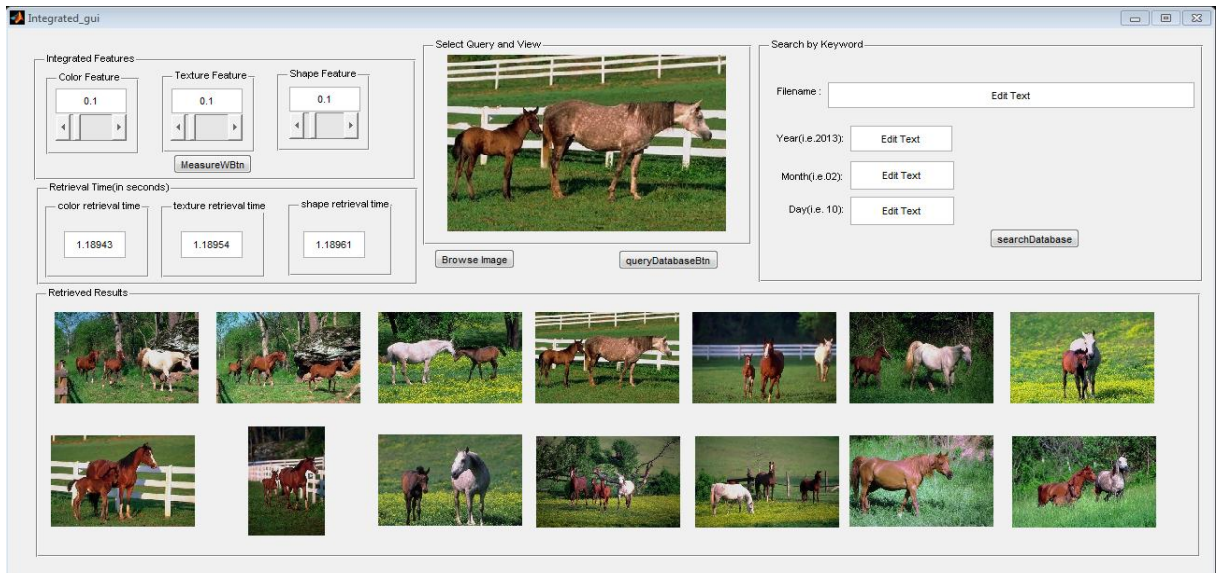 Integrated_gui
Integrated Features
Color Feature
Texture Feature
Shape Feature
0.1
0.1
0.1
MeasureWBtn
Retrieval Time(in seconds)
color retrieval time
texture retrieval time
shape retrieval time
1.18943
1.18954
1.18961
Select Query and View
Browse Image
queryDatabaseBtn
Search by Keyword
Filename :
Edit Text
Year(i.e.2013):
Edit Text
Month(i.e.02):
Edit Text
Day(i.e. 10):
Edit Text
searchDatabase
Retrieved Results